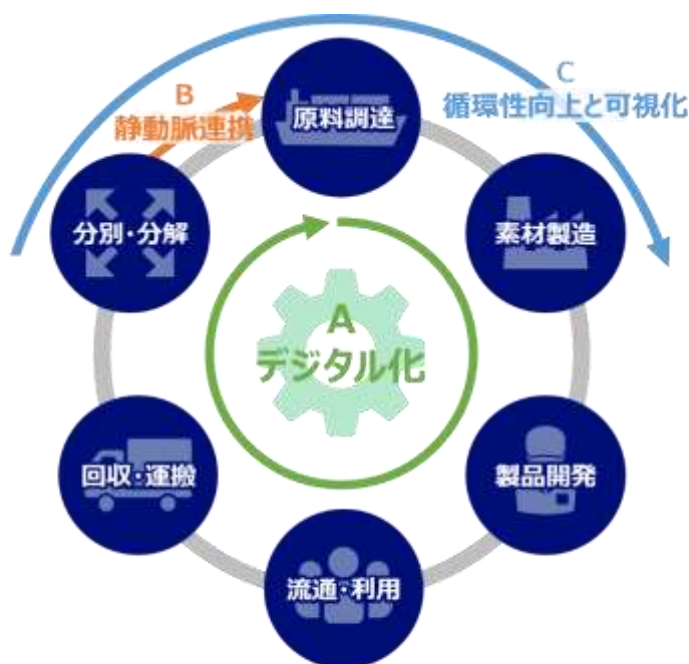 B
静動脈連携
C
循環性向上と可視化
原料調達
分別・分解
素材製造
A
デジタル化
回収・運搬
製品開発
流通・利用